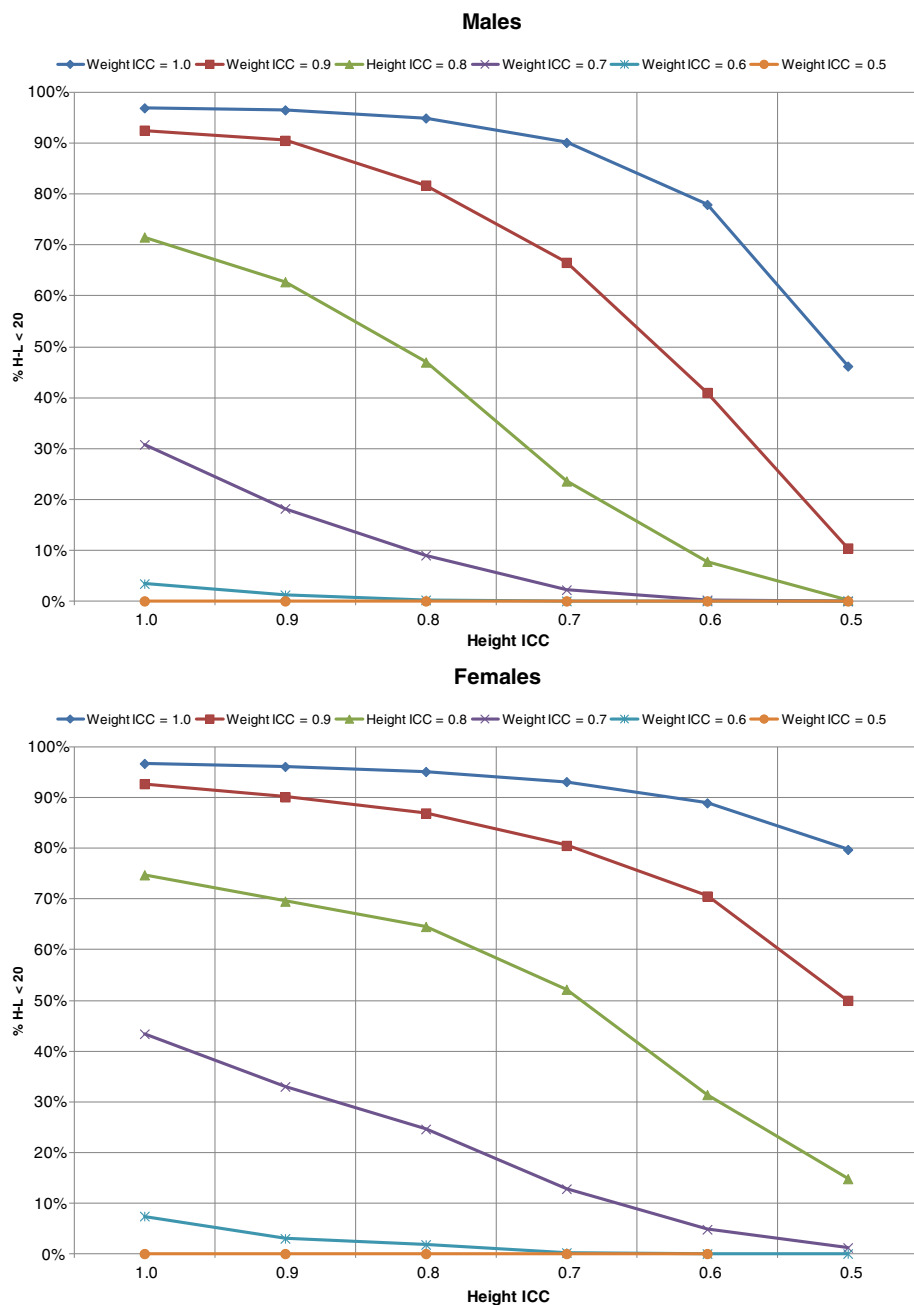 Males
Weight ICC = 1.0 Weight ICC = 0.9 Height ICC = 0.8 Weight ICC = 0.7 Weight ICC = 0.6 Weight ICC = 0.5
100%
90%
80%
70%
60%
50%
40%
30%
20%
10%
0%
% H-L < 20
1.0 0.9 0.8 0.7 0.6 0.5
Height ICC
Females
Weight ICC = 1.0 Weight ICC = 0.9 Height ICC = 0.8 Weight ICC = 0.7 Weight ICC = 0.6 Weight ICC = 0.5
100%
90%
80%
70%
60%
50%
40%
30%
20%
10%
0%
% H-L < 20
1.0 0.9 0.8 0.7 0.6 0.5
Height ICC